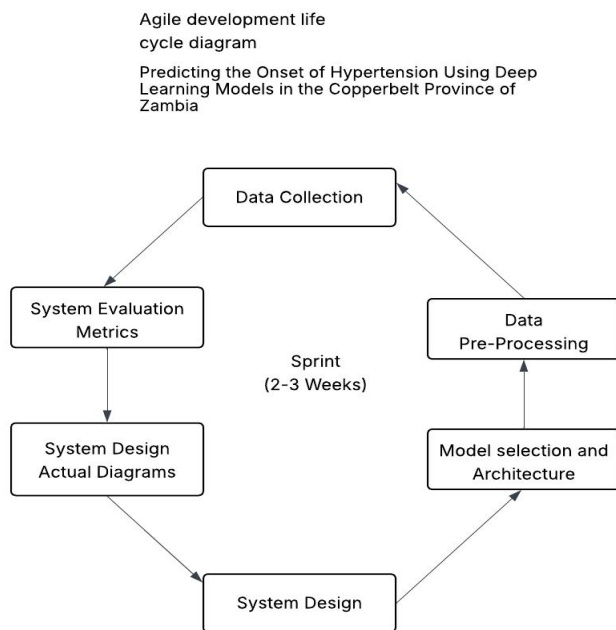 Agile development life
cycle diagram
Predicting the Onset of Hypertension Using Deep
Learning Models in the Copperbelt Province of
Zambia
Data Collection
System Evaluation
Metrics
Data
Pre-Processing
Sprint
(2-3 Weeks)
System Design
Actual Diagrams
Model selection and
Architecture
System Design